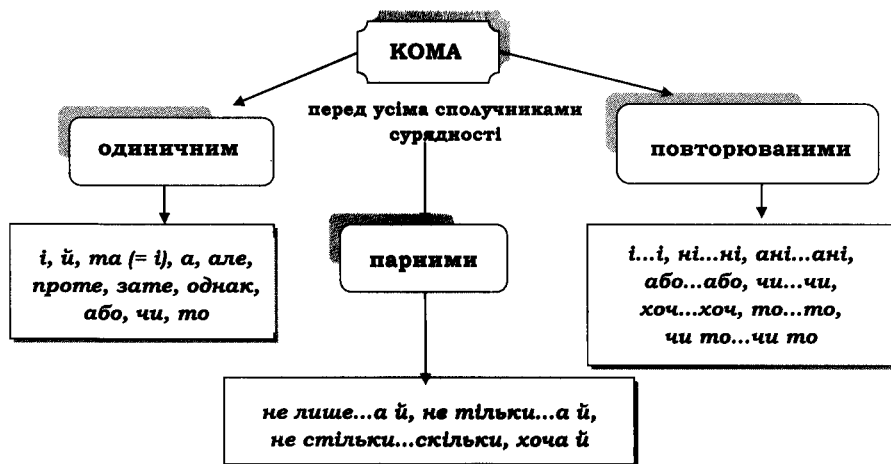 КОМА
перед усіма сполучниками
сурядності
одиничним
і, й, та (= і), а, але,
проте, зате, однак,
або, чи, то
парними
не лише...а й, не тільки...а й,
не стільки...скільки, хоча й
повторюваними
і...і, ні...ні, ані...ані,
або...або, чи...чи,
хоч...хоч, то...то,
чи то...чи то